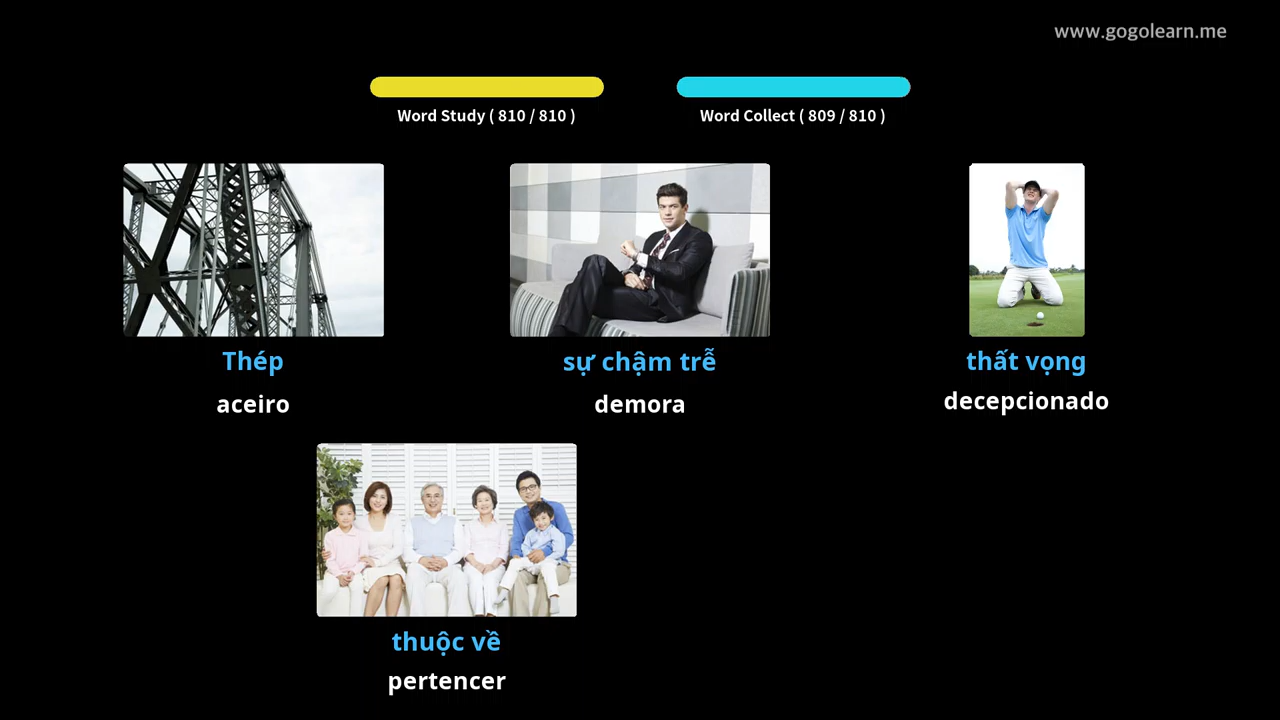 www.gogolearn.me
Word Study ( 810 / 810 )
Word Collect ( 809 / 810 )
Thép
aceiro
sự chậm trễ
demora
thất vọng
decepcionado
thuộc về
pertencer